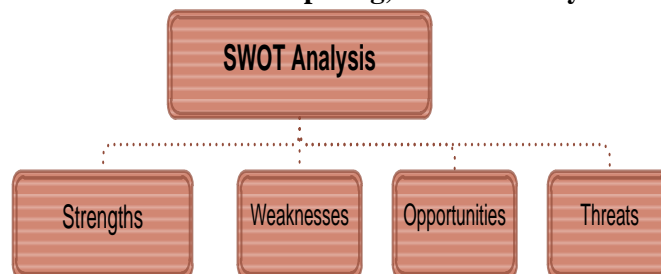 SWOT Analysis
Strengths
Weaknesses
Opportunities
Threats